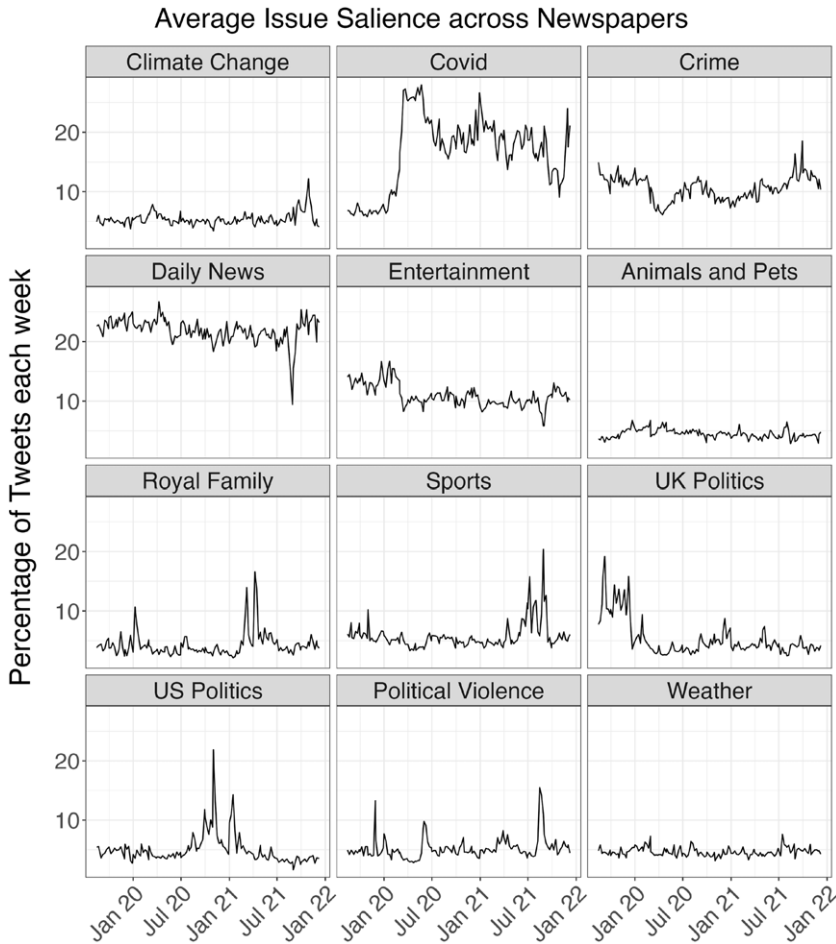 Average Issue Salience across Newspapers
Climate Change
Covid
Crime
20
10
Daily News
Entertainment
Animals and Pets
20
10
Percentage of Tweets each week
Royal Family
Sports
UK Politics
20
10
US Politics
Political Violence
Weather
20
10
Jan 20
Jul 20
Jan 21
Jul 21
Jan 22
Jan 20
Jul 20
Jan 21
Jul 21
Jan 22
Jan 20
Jul 20
Jan 21
Jul 21
Jan 22